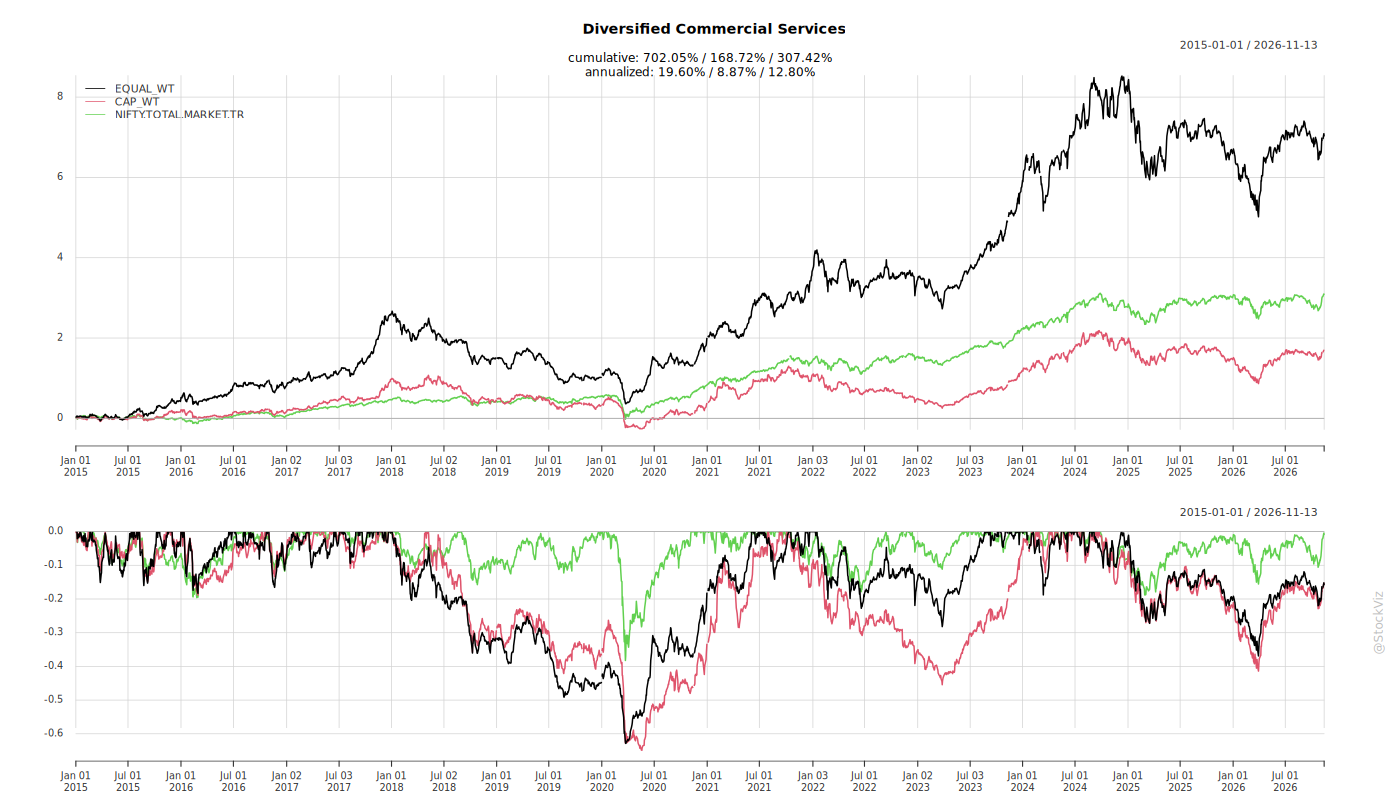 Diversified Commercial Services
2015-01-01 / 2026-11-13
cumulative: 702.05% / 168.72% / 307.42%
annualized: 19.60% / 8.87% / 12.80%
EQUAL_WT
CAP_WT
NIFTY.TOTAL.MARKET.TR
8
6
4
2
0
Jan 01 Jul 01 Jan 01 Jul 01 Jan 02 Jul 03 Jan 01 Jul 02 Jan 01 Jul 01 Jan 01 Jul 01 Jan 01 Jul 01 Jan 03 Jul 01 Jan 02 Jul 03 Jan 01 Jul 01 Jan 01 Jul 01 Jan 01 Jul 01
2015 2015 2016 2016 2017 2017 2018 2018 2019 2019 2020 2020 2021 2021 2022 2022 2023 2023 2024 2024 2025 2025 2026 2026
2015-01-01 / 2026-11-13
0.0
-0.1
-0.2
-0.3
-0.4
-0.5
-0.6
Jan 01 Jul 01 Jan 01 Jul 01 Jan 02 Jul 03 Jan 01 Jul 02 Jan 01 Jul 01 Jan 01 Jul 01 Jan 01 Jul 01 Jan 03 Jul 01 Jan 02 Jul 03 Jan 01 Jul 01 Jan 01 Jul 01 Jan 01 Jul 01
2015 2015 2016 2016 2017 2017 2018 2018 2019 2019 2020 2020 2021 2021 2022 2022 2023 2023 2024 2024 2025 2025 2026 2026
@StockViz